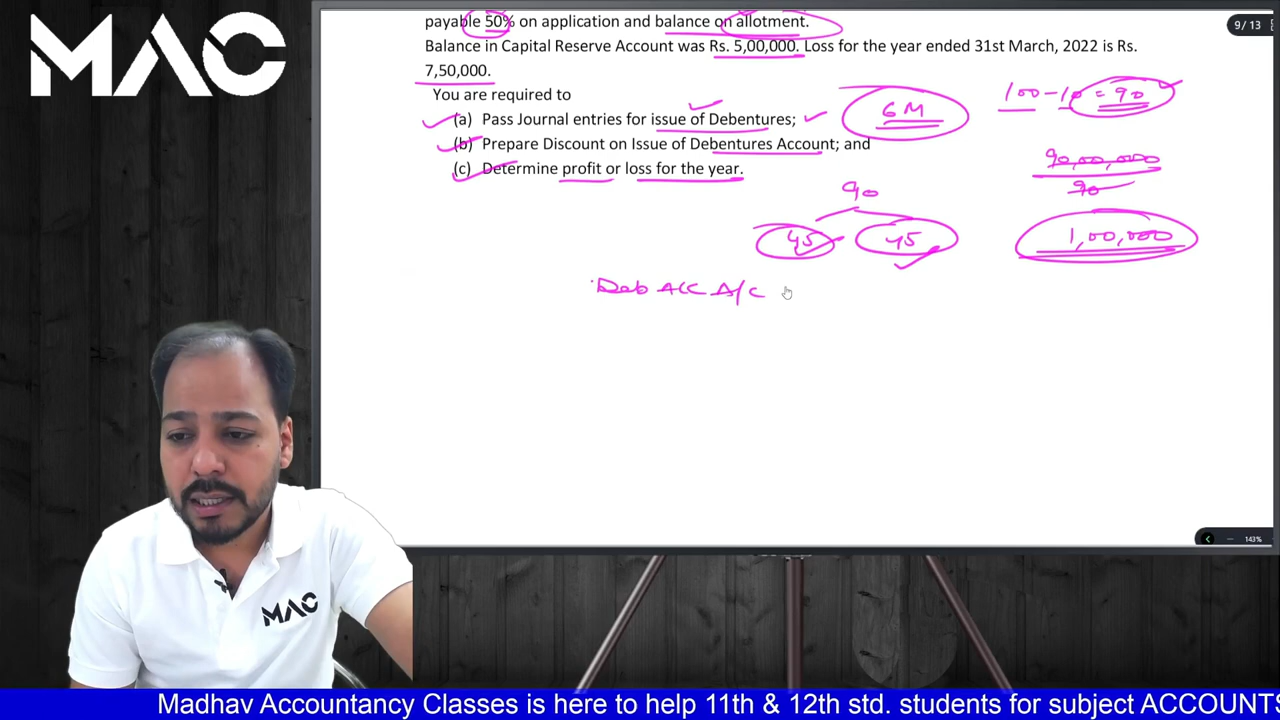 MAC
payable 50% on application and balance on allotment.
9/13
Balance in Capital Reserve Account was Rs. 5,00,000. Loss for the year ended 31st March, 2022 is Rs.
7,50,000.
You are required to
(a) Pass Journal entries for issue of Debentures;
6M
100-10=90
(b) Prepare Discount on Issue of Debentures Account; and
90,00,000
(c) Determine profit or loss for the year.
90
90
45
45
1,00,000
Deb All A/c
143%
MAC
Madhav Accountancy Classes is here to help 11th & 12th std. students for subject ACCOUNTS